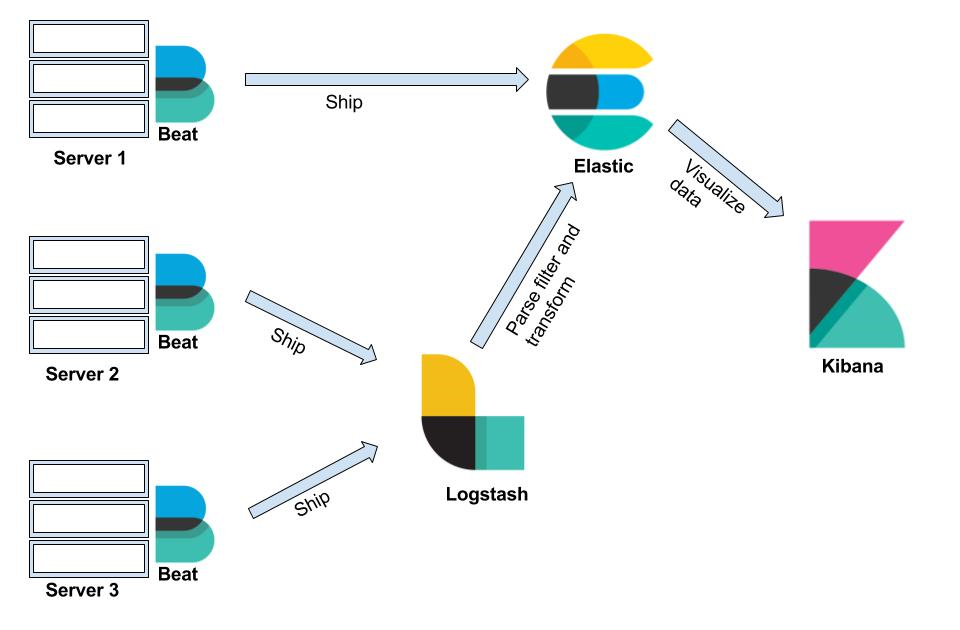 Beat
Server 1
Ship
Elastic
Visualize
data
Beat
Server 2
Ship
Parse filter and
transform
Kibana
Logstash
Beat
Server 3
Ship